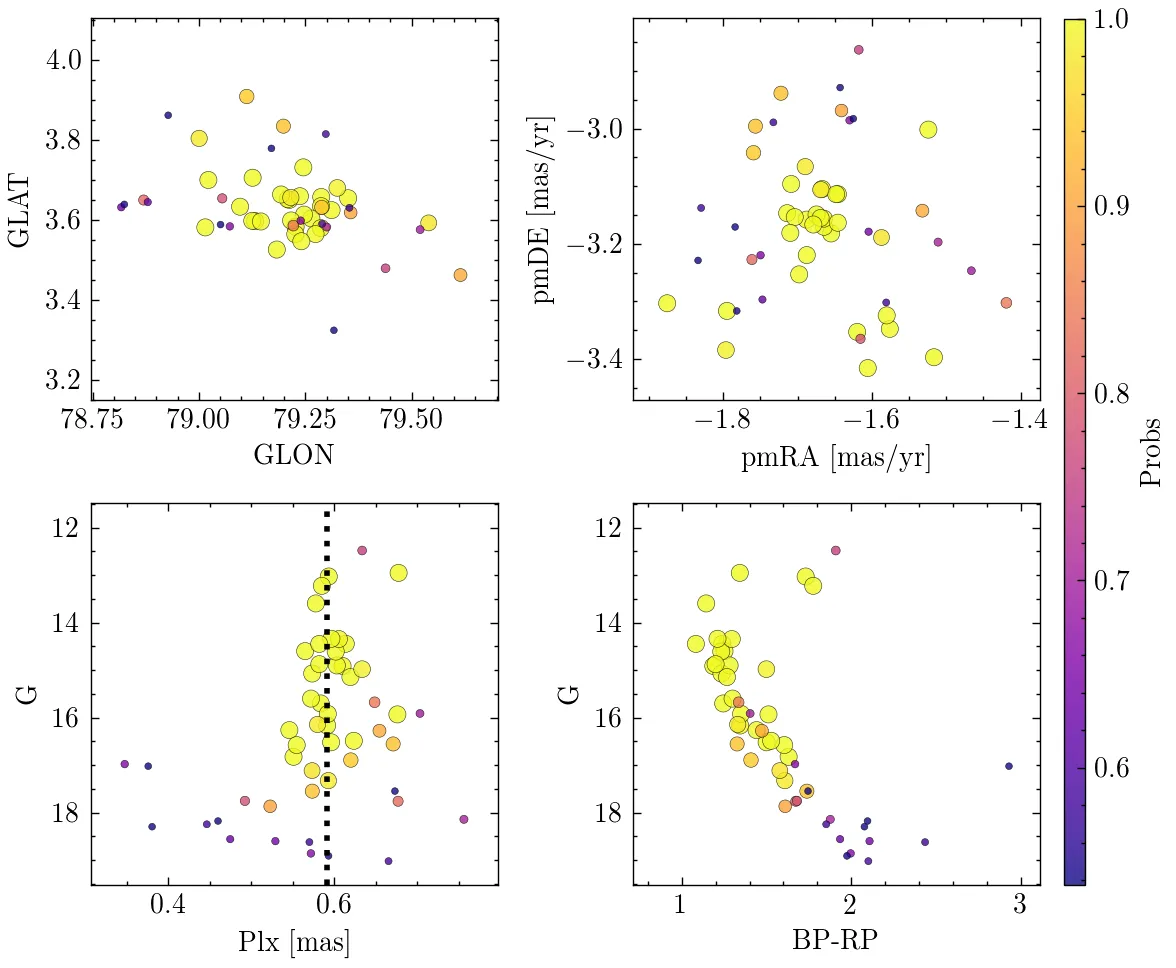 4.0
3.8
3.6
3.4
3.2
GLAT
78.75 79.00 79.25 79.50
GLON
−3.0
−3.2
−3.4
pmDE [mas/yr]
−1.8 −1.6 −1.4
pmRA [mas/yr]
1.0
0.9
0.8
0.7
0.6
Probs
12
14
16
18
G
0.4 0.6
Plx [mas]
12
14
16
18
G
1 2 3
BP-RP